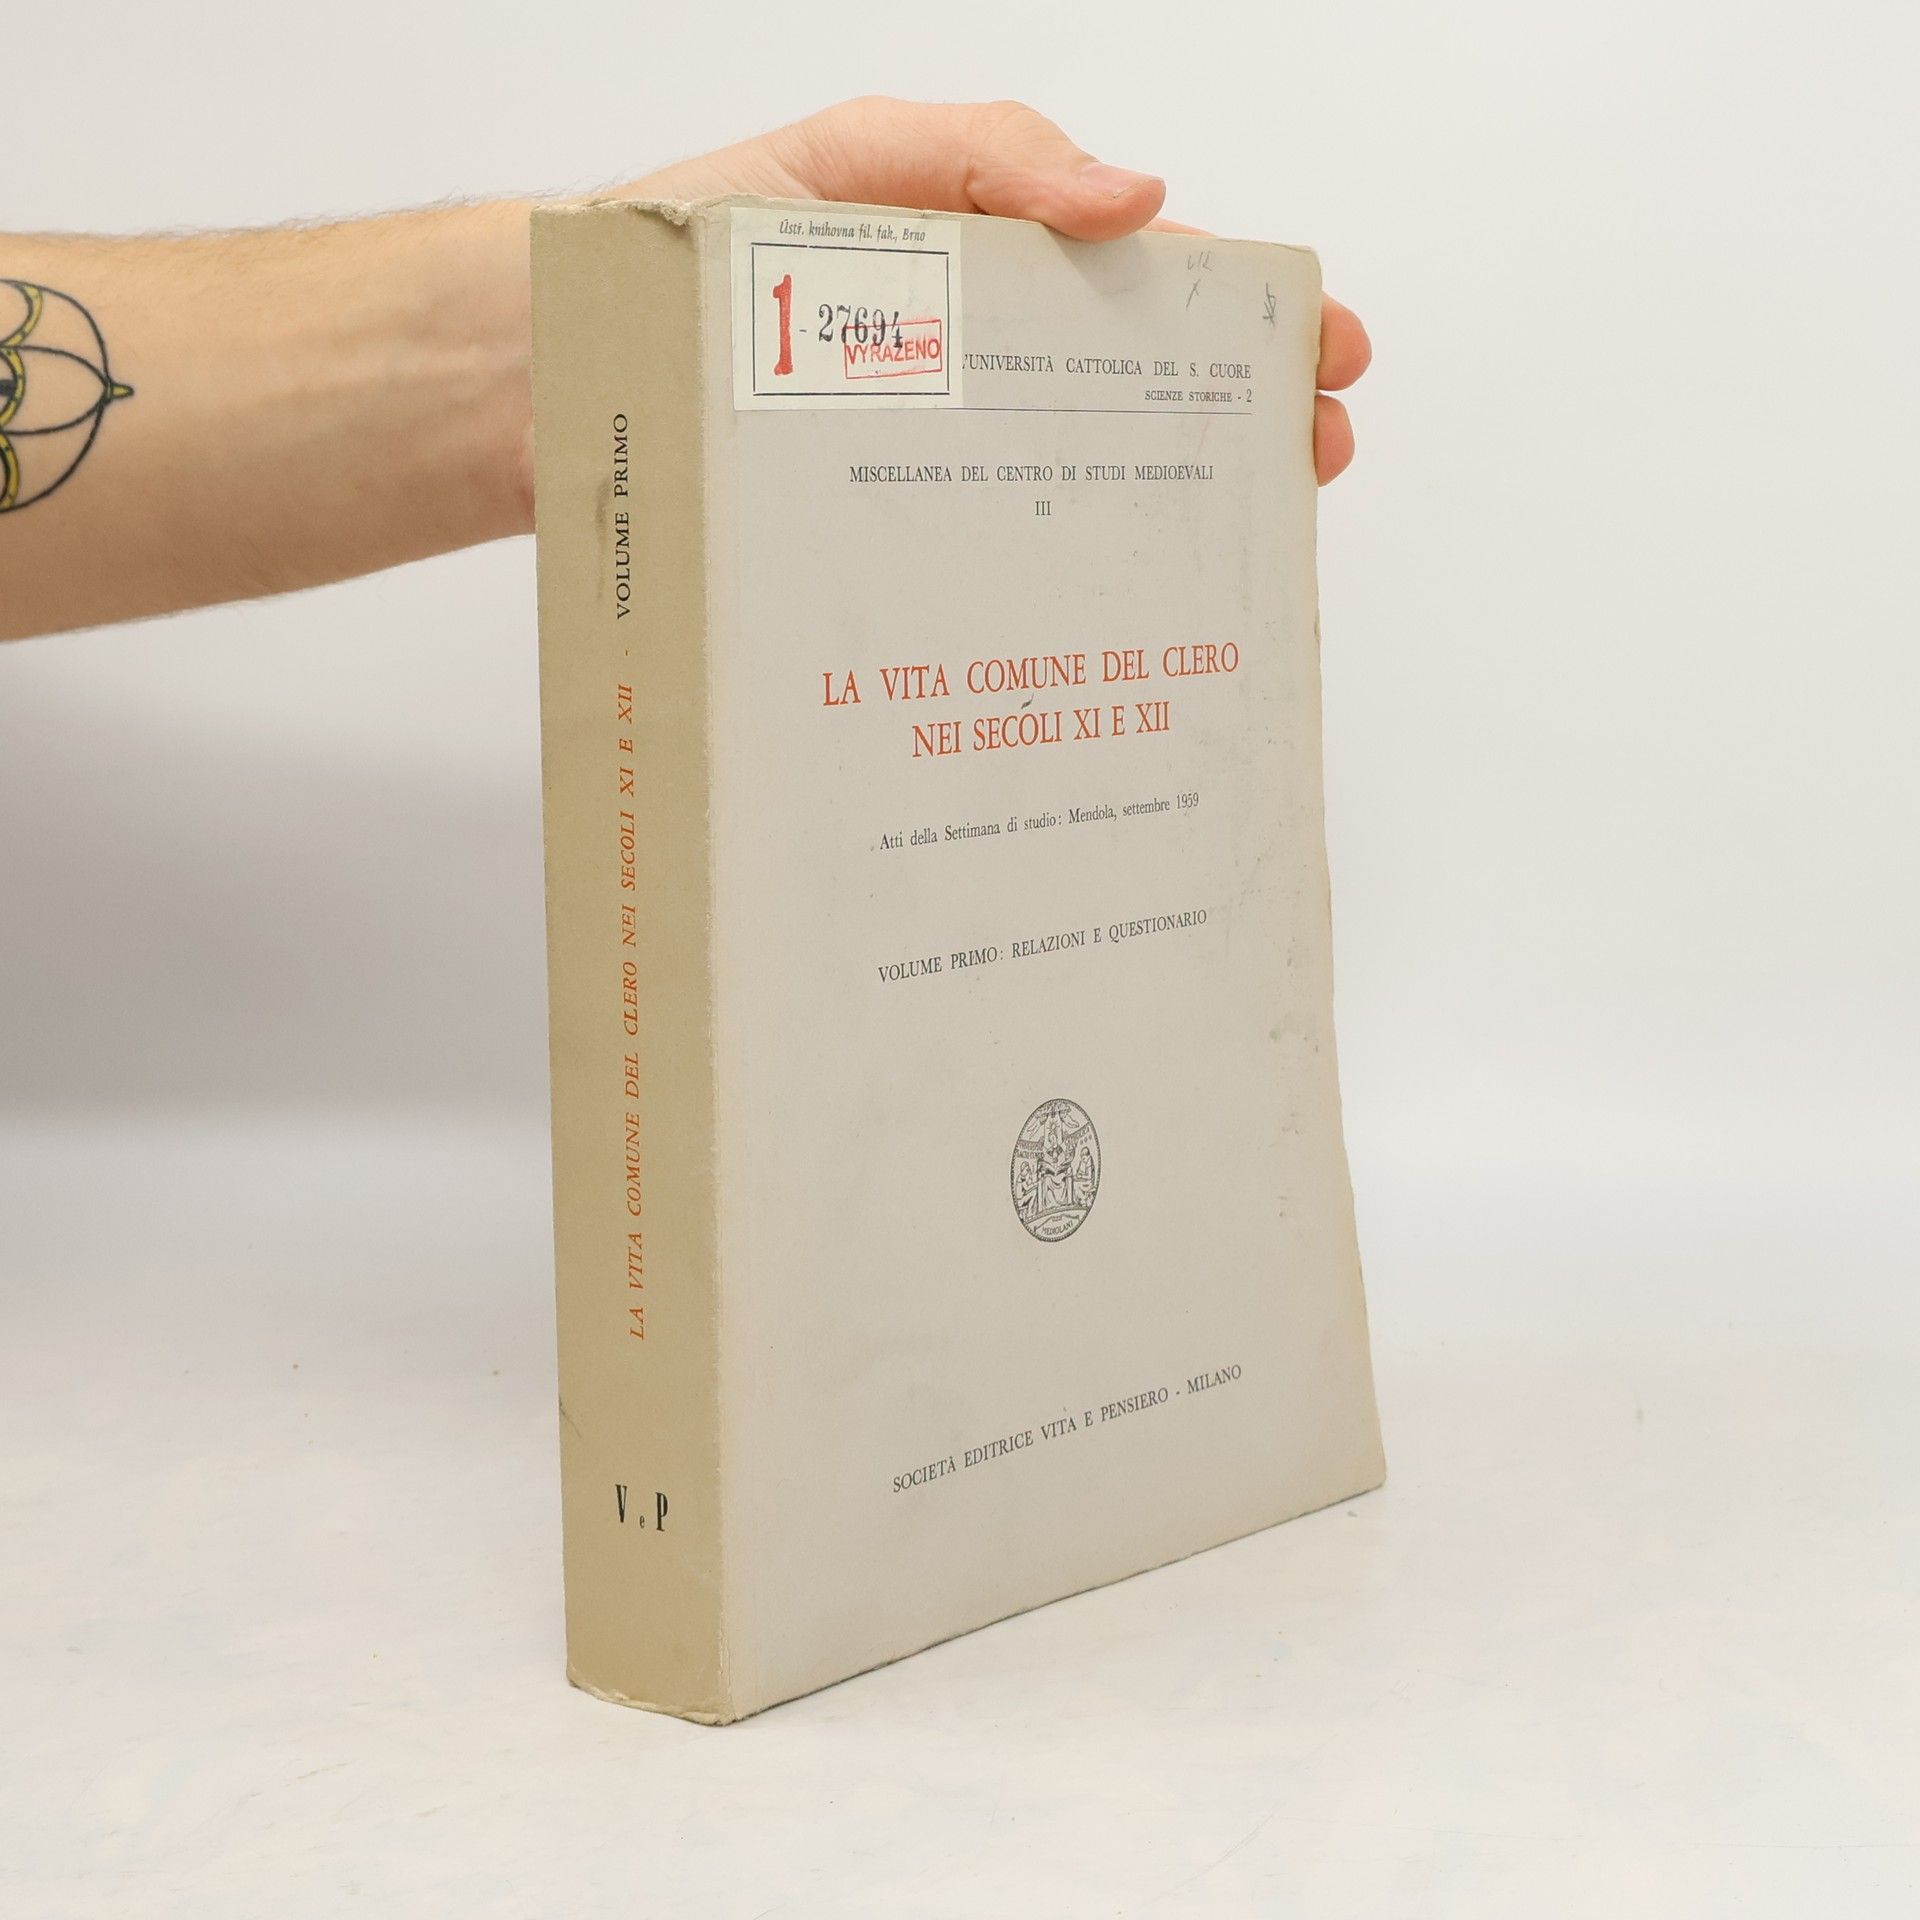 Ústř. knihovna fil. fak., Brno
1 - 27694
VYŘAZENO
L'UNIVERSITÀ CATTOLICA DEL S. CUORE
SCIENZE STORICHE - 2
MISCELLANEA DEL CENTRO DI STUDI MEDIOEVALI
III
LA VITA COMUNE DEL CLERO
NEI SECOLI XI E XII
Atti della Settimana di studio: Mendola, settembre 1959
VOLUME PRIMO: RELAZIONI E QUESTIONARIO
MEDIOLANI
SOCIETÀ EDITRICE VITA E PENSIERO - MILANO
LA VITA COMUNE DEL CLERO NEI SECOLI XI E XII - VOLUME PRIMO
V e P